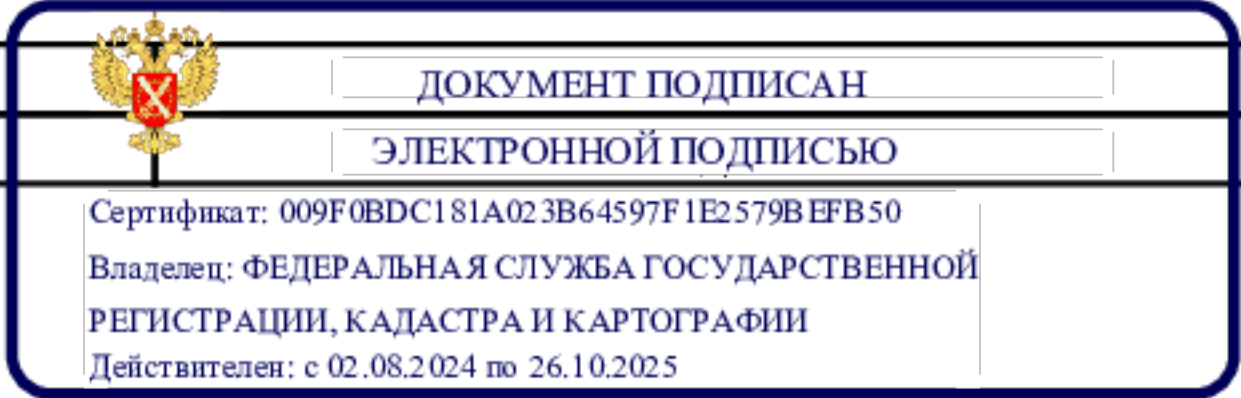 ДОКУМЕНТ ПОДПИСАН
ЭЛЕКТРОННОЙ ПОДПИСЬЮ
Сертификат: 009F0BDC181A023B64597F1E2579BEFB50
Владелец: ФЕДЕРАЛЬНАЯ СЛУЖБА ГОСУДАРСТВЕННОЙ
РЕГИСТРАЦИИ, КАДАСТРА И КАРТОГРАФИИ
Действителен: с 02.08.2024 по 26.10.2025